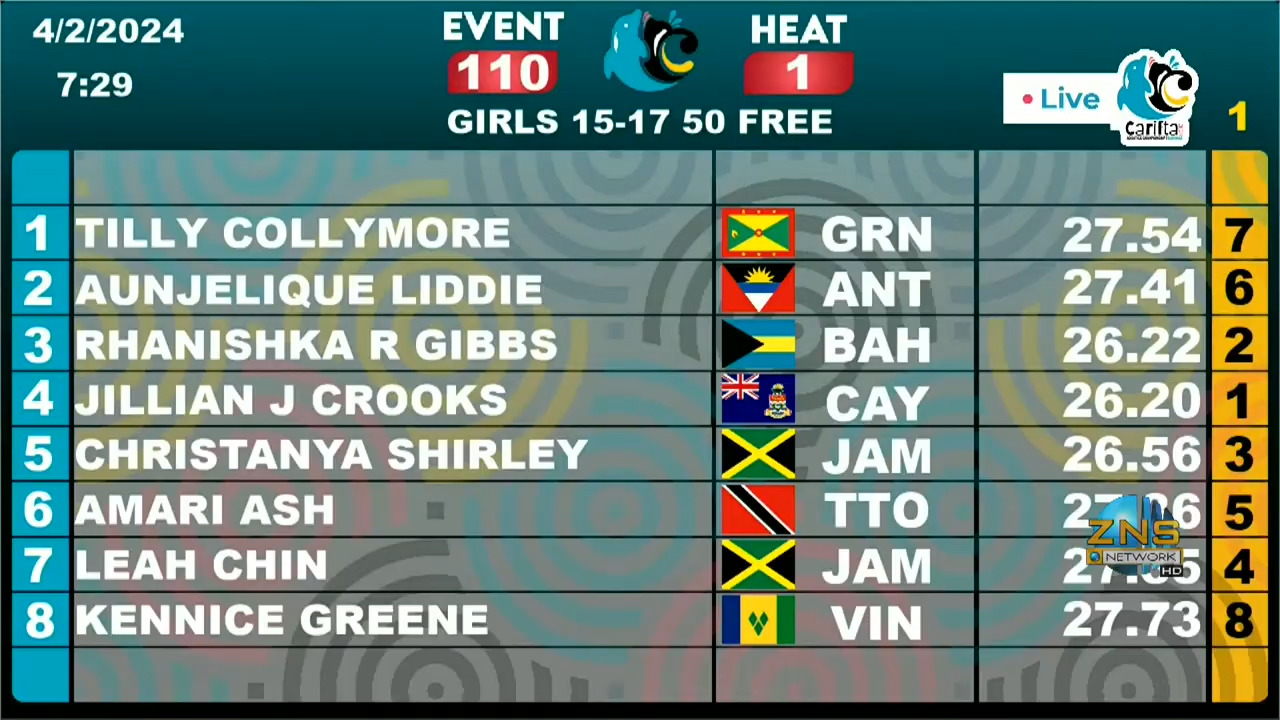 4/2/2024
7:29
EVENT
110
HEAT
1
GIRLS 15-17 50 FREE
Live
Carifta
1
1 TILLY COLLYMORE GRN 27.54 7
2 AUNJELIQUE LIDDIE ANT 27.41 6
3 RHANISHKA R GIBBS BAH 26.22 2
4 JILLIAN J CROOKS CAY 26.20 1
5 CHRISTANYA SHIRLEY JAM 26.56 3
6 AMARI ASH TTO 5
7 LEAH CHIN JAM 4
8 KENNICE GREENE VIN 27.73 8
ZNS
NETWORK
HD